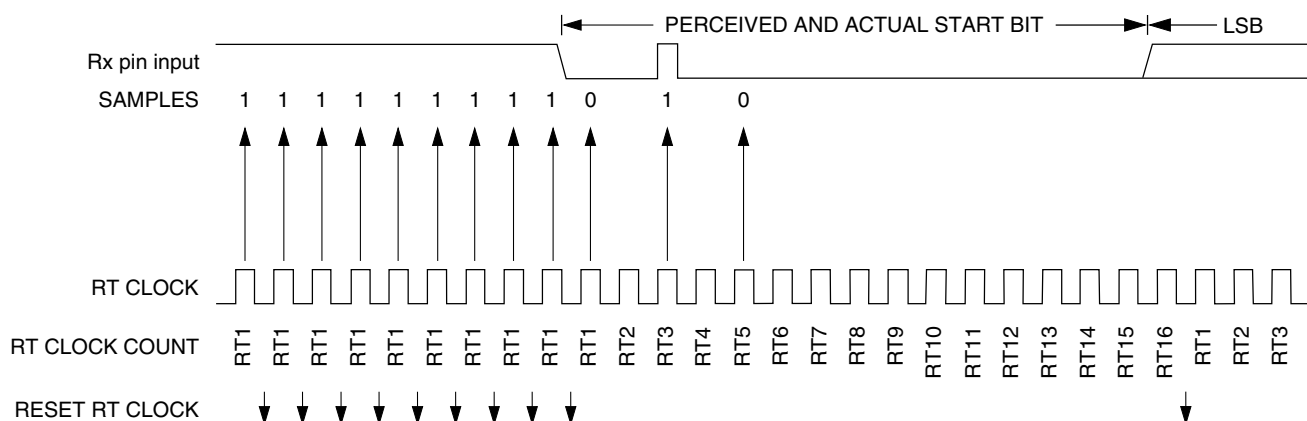 PERCEIVED AND ACTUAL START BIT LSB
Rx pin input
SAMPLES 1 1 1 1 1 1 1 1 1 0 1 0
RT CLOCK
RT CLOCK COUNT RT1 RT1 RT1 RT1 RT1 RT1 RT1 RT1 RT1 RT1 RT2 RT3 RT4 RT5 RT6 RT7 RT8 RT9 RT10 RT11 RT12 RT13 RT14 RT15 RT16 RT1 RT2 RT3
RESET RT CLOCK